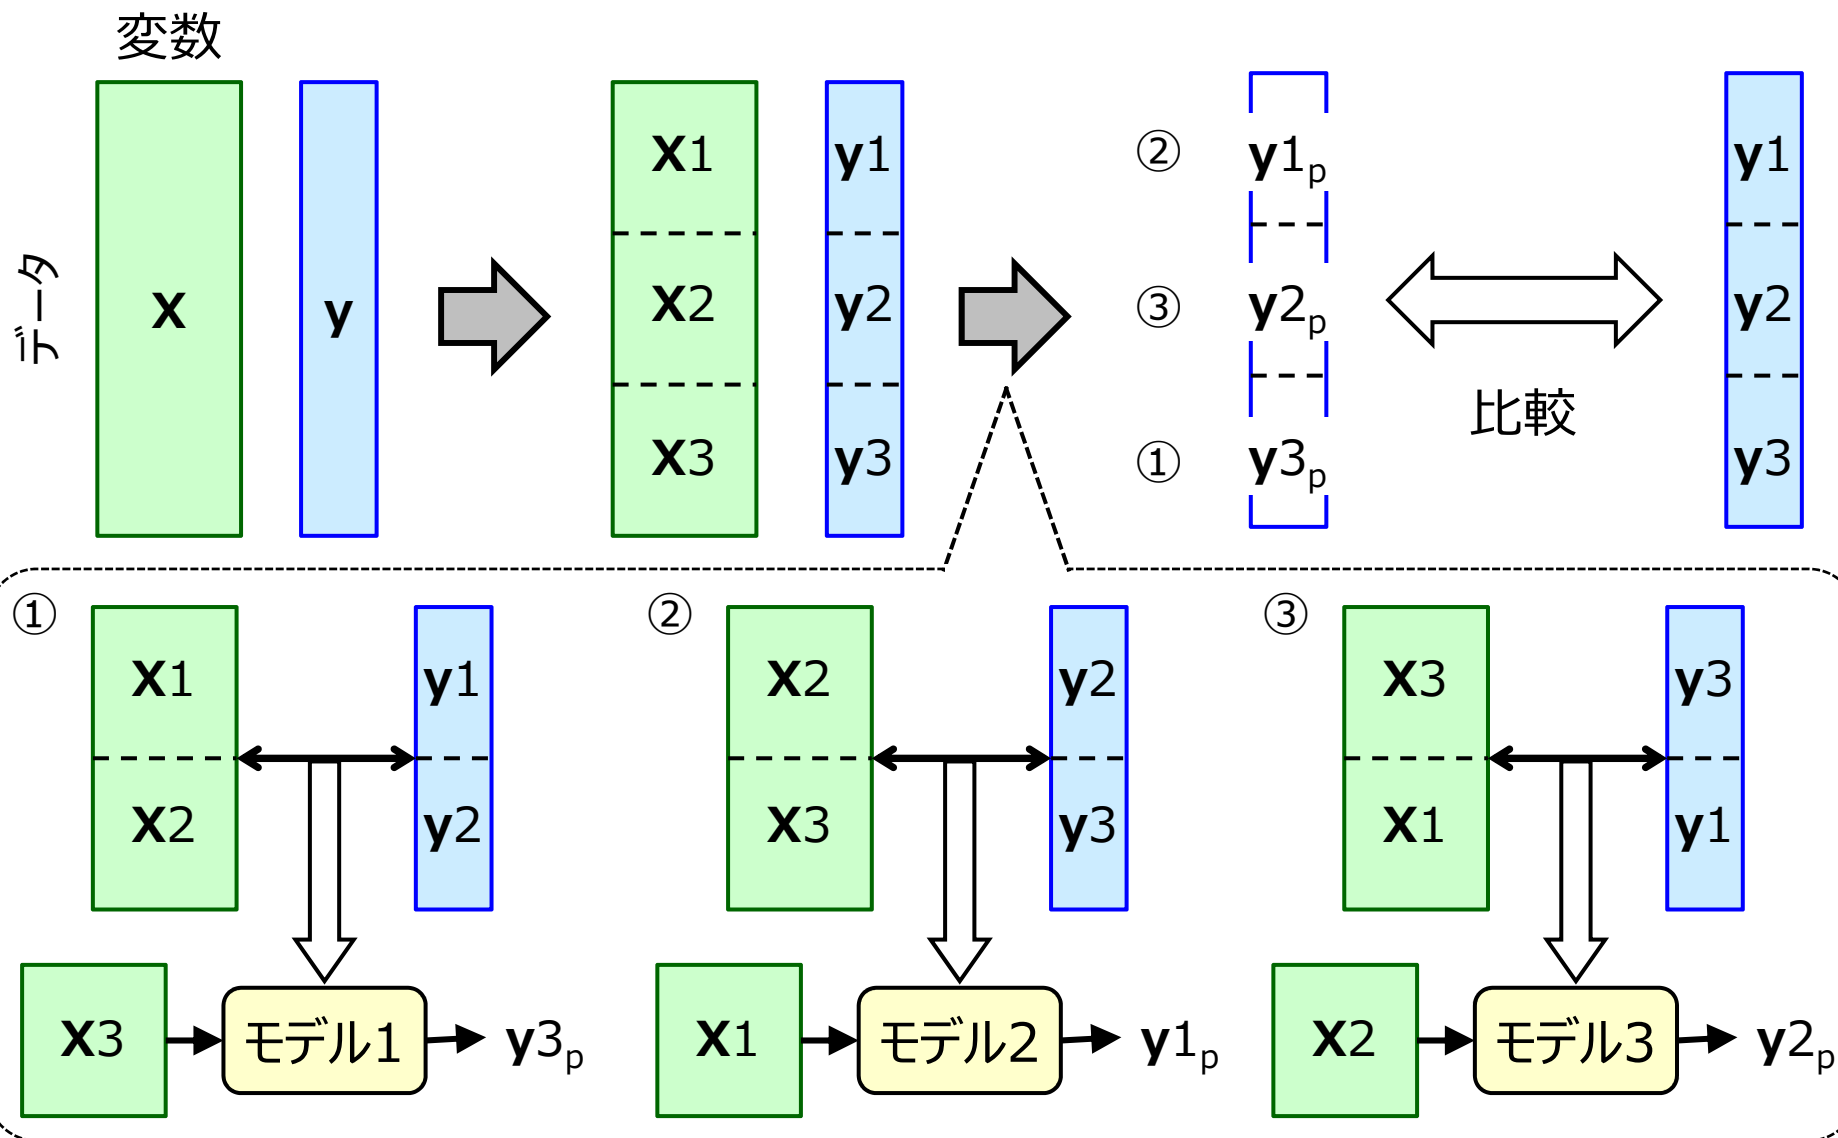 変数
データ
X
y
X1
X2
X3
y1
y2
y3
② y1p
③ y2p
① y3p
比較
y1
y2
y3
①
X1
X2
y1
y2
X3
モデル1
y3p
②
X2
X3
y2
y3
X1
モデル2
y1p
③
X3
X1
y3
y1
X2
モデル3
y2p